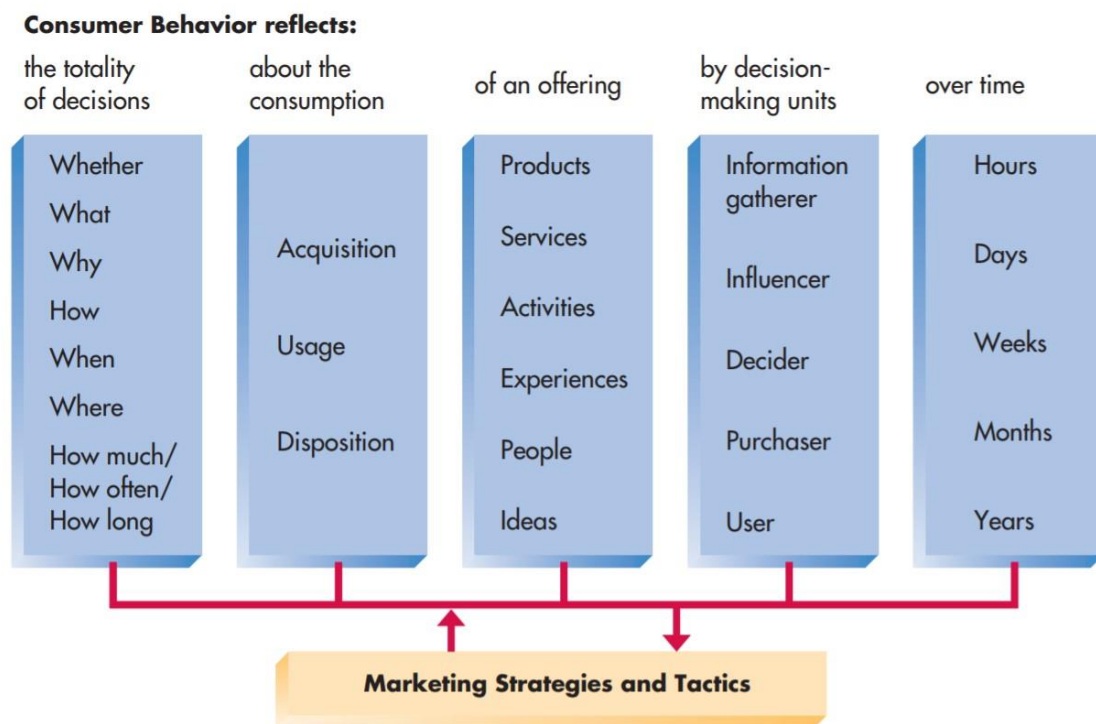 Consumer Behavior reflects:
the totality
of decisions
about the
consumption
of an offering
by decision-
making units
over time
Whether
What
Why
How
When
Where
How much/
How often/
How long
Acquisition
Usage
Disposition
Products
Services
Activities
Experiences
People
Ideas
Information
gatherer
Influencer
Decider
Purchaser
User
Hours
Days
Weeks
Months
Years
Marketing Strategies and Tactics